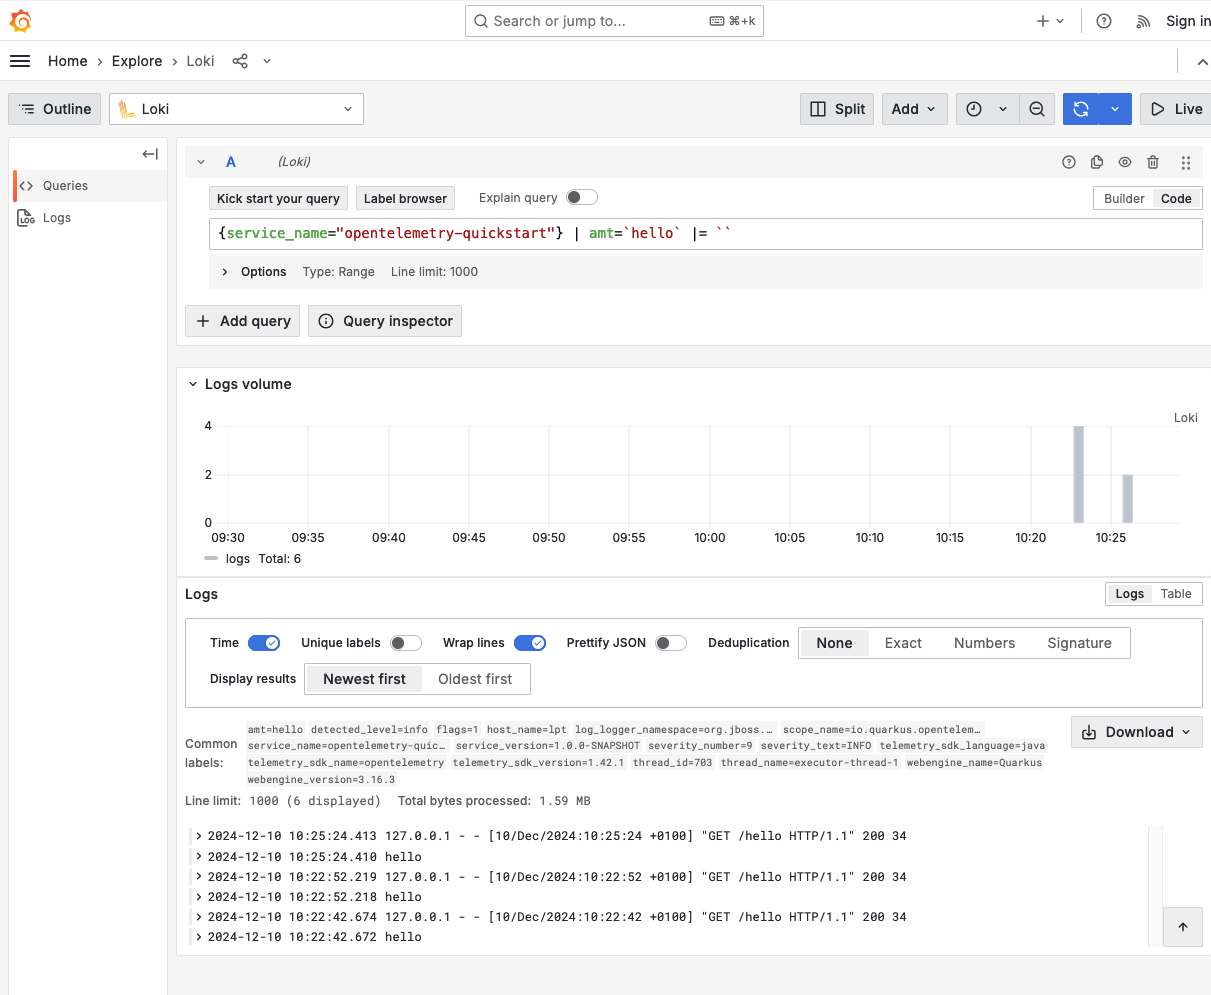 Search or jump to... ⌘+k
Sign in
Home › Explore › Loki
Outline
Loki
Split
Add
Live
Queries
Logs
A (Loki)
Kick start your query
Label browser
Explain query
Builder
Code
{service_name="opentelemetry-quickstart"} | amt=`hello` |= ``
Options Type: Range Line limit: 1000
+ Add query
Query inspector
Logs volume
Loki
4
2
0
09:30 09:35 09:40 09:45 09:50 09:55 10:00 10:05 10:10 10:15 10:20 10:25
logs Total: 6
Logs
Logs
Table
Time Unique labels Wrap lines Prettify JSON Deduplication None Exact Numbers Signature
Display results Newest first Oldest first
Common labels:
amt=hello detected_level=info flags=1 host_name=lpt log_logger_namespace=org.jboss.… scope_name=io.quarkus.opentelem…
service_name=opentelemetry-quic… service_version=1.0.0-SNAPSHOT severity_number=9 severity_text=INFO telemetry_sdk_language=java
telemetry_sdk_name=opentelemetry telemetry_sdk_version=1.42.1 thread_id=703 thread_name=executor-thread-1 webengine_name=Quarkus
webengine_version=3.16.3
Download
Line limit: 1000 (6 displayed) Total bytes processed: 1.59 MB
2024-12-10 10:25:24.413 127.0.0.1 - - [10/Dec/2024:10:25:24 +0100] "GET /hello HTTP/1.1" 200 34
2024-12-10 10:25:24.410 hello
2024-12-10 10:22:52.219 127.0.0.1 - - [10/Dec/2024:10:22:52 +0100] "GET /hello HTTP/1.1" 200 34
2024-12-10 10:22:52.218 hello
2024-12-10 10:22:42.674 127.0.0.1 - - [10/Dec/2024:10:22:42 +0100] "GET /hello HTTP/1.1" 200 34
2024-12-10 10:22:42.672 hello